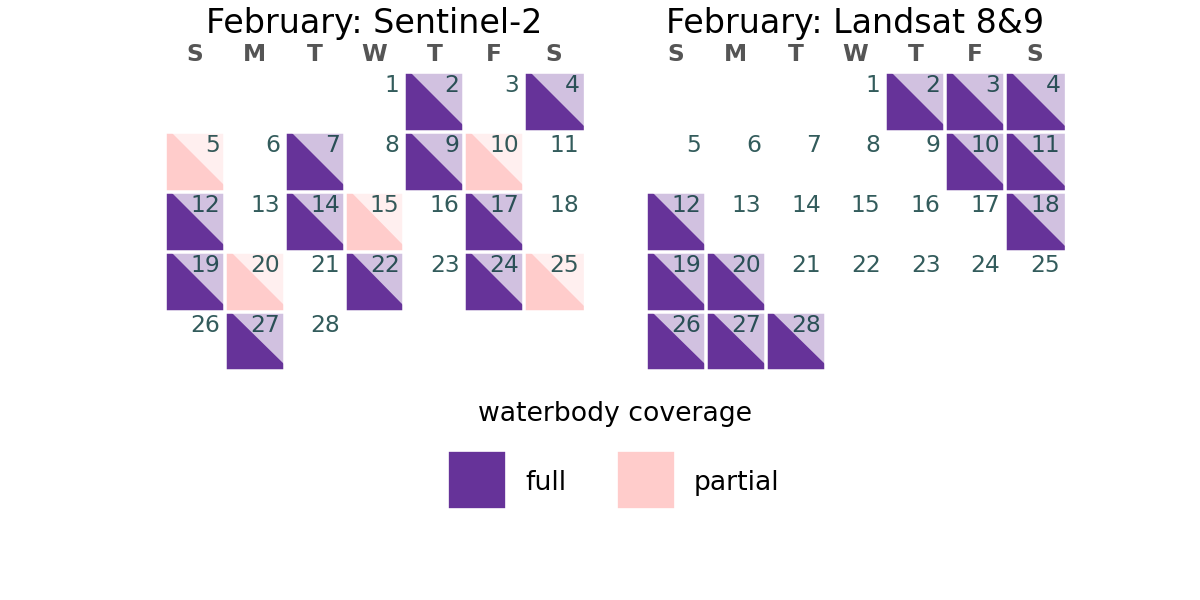 February: Sentinel-2
S M T W T F S
1 2 3 4
5 6 7 8 9 10 11
12 13 14 15 16 17 18
19 20 21 22 23 24 25
26 27 28
February: Landsat 8&9
S M T W T F S
1 2 3 4
5 6 7 8 9 10 11
12 13 14 15 16 17 18
19 20 21 22 23 24 25
26 27 28
waterbody coverage
full partial